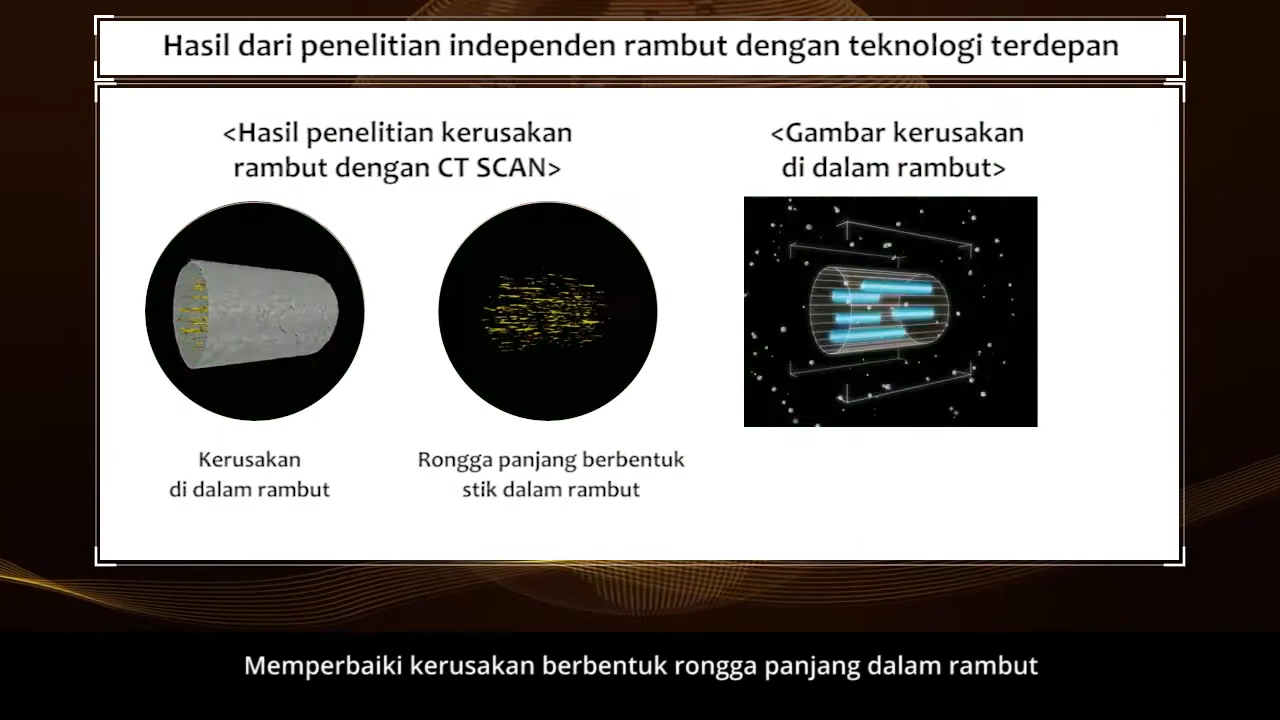 Hasil dari penelitian independen rambut dengan teknologi terdepan
<Hasil penelitian kerusakan
rambut dengan CT SCAN>
<Gambar kerusakan
di dalam rambut>
Kerusakan
di dalam rambut
Rongga panjang berbentuk
stik dalam rambut
Memperbaiki kerusakan berbentuk rongga panjang dalam rambut